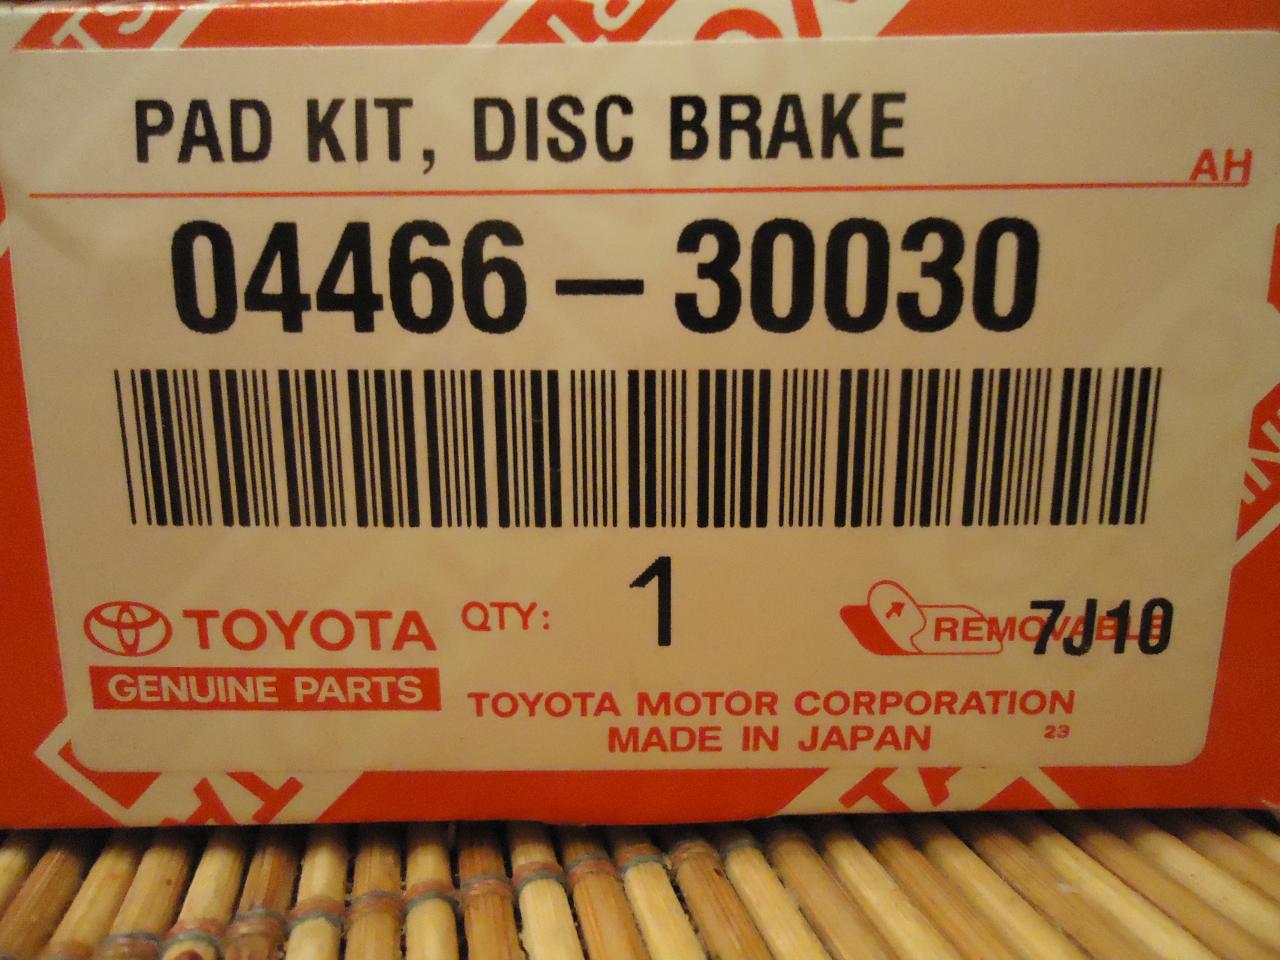 PAD KIT, DISC BRAKE
AH
04466-30030
TOYOTA
GENUINE PARTS
QTY: 1
REMOVABLE
7J10
TOYOTA MOTOR CORPORATION
MADE IN JAPAN
23